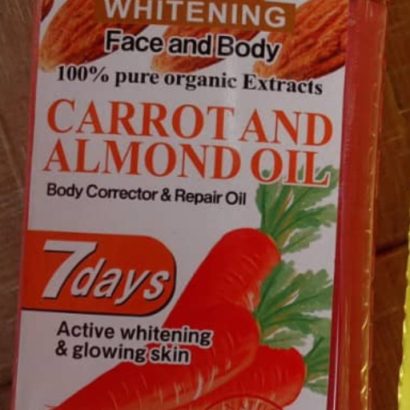 WHITENING
Face and Body
100% pure organic Extracts
CARROT AND
ALMOND OIL
Body Corrector & Repair Oil
7days
Active whitening
& glowing skin